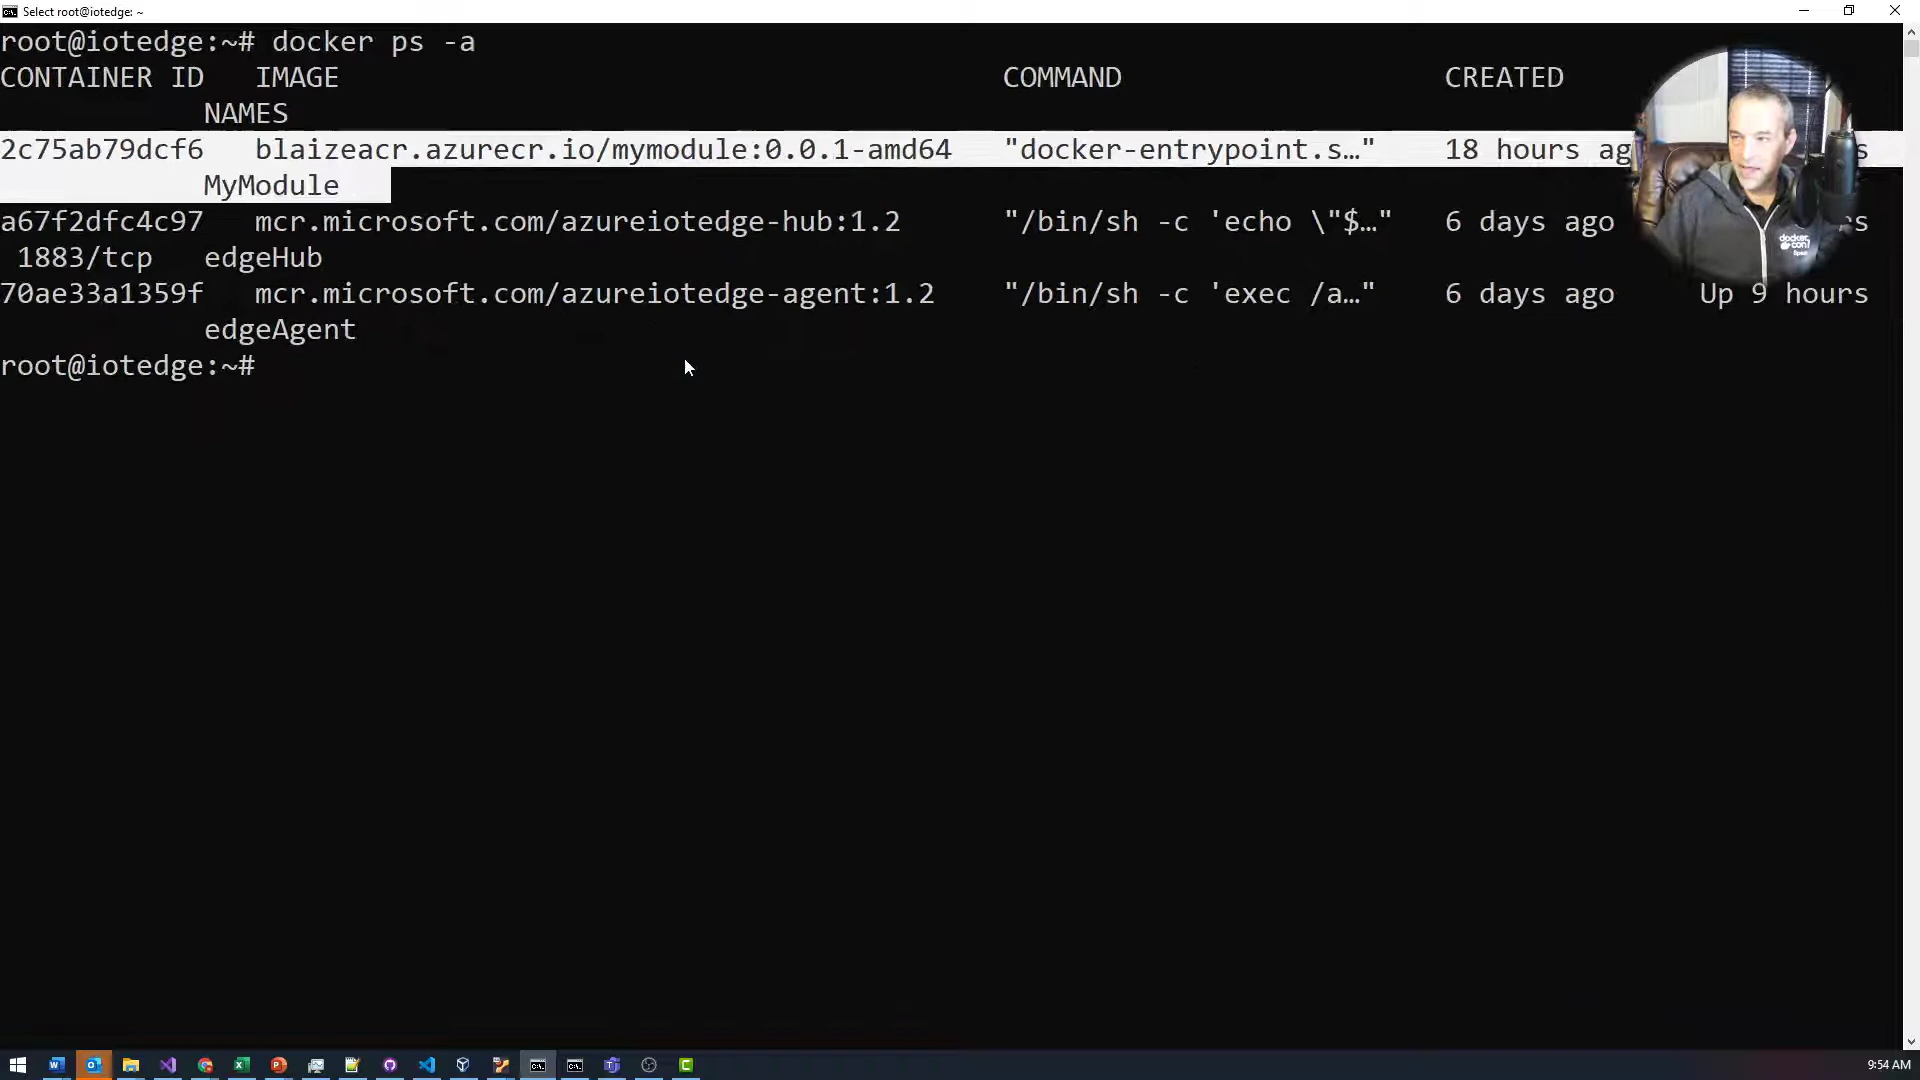 Select root@iotedge: ~
root@iotedge:~# docker ps -a
CONTAINER ID   IMAGE   COMMAND   CREATED
NAMES
2c75ab79dcf6   blaizeacr.azurecr.io/mymodule:0.0.1-amd64   "docker-entrypoint.s…"   18 hours ag
MyModule
a67f2dfc4c97   mcr.microsoft.com/azureiotedge-hub:1.2   "/bin/sh -c 'echo \"$…"   6 days ago
1883/tcp   edgeHub
70ae33a1359f   mcr.microsoft.com/azureiotedge-agent:1.2   "/bin/sh -c 'exec /a…"   6 days ago   Up 9 hours
edgeAgent
root@iotedge:~#
docker
con
9:54 AM